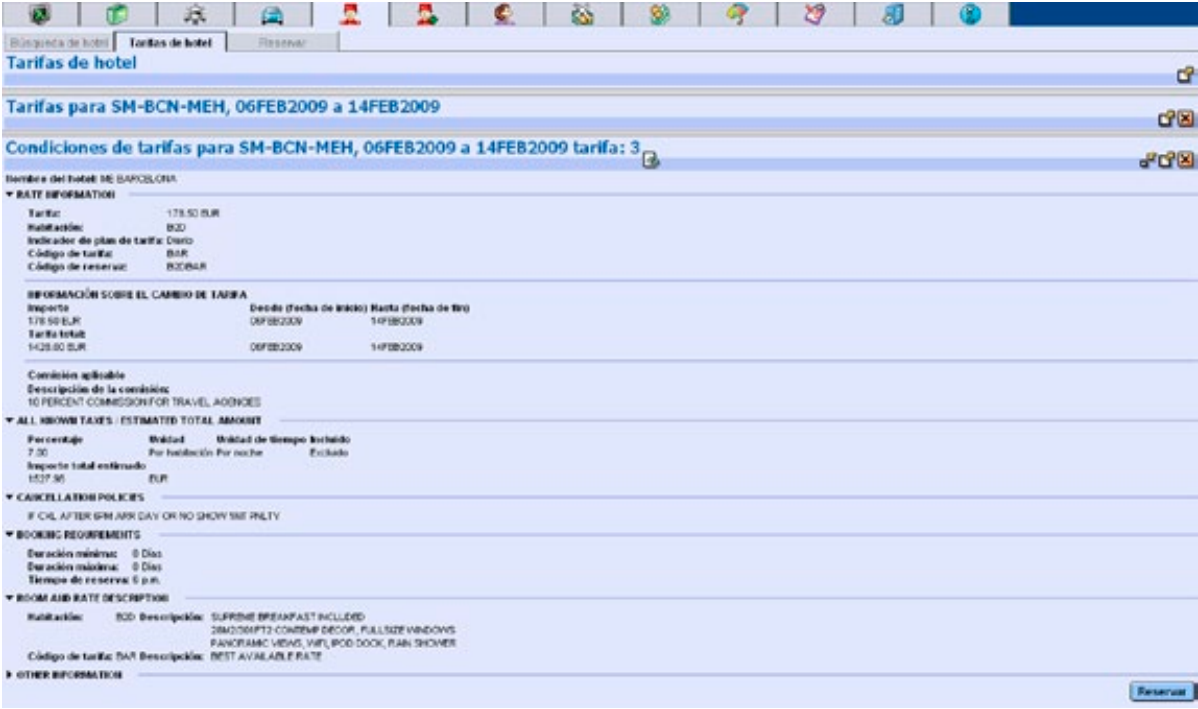 Búsqueda de hotel Tarifas de hotel Reservar
Tarifas de hotel
Tarifas para SM-BCN-MEH, 06FEB2009 a 14FEB2009
Condiciones de tarifas para SM-BCN-MEH, 06FEB2009 a 14FEB2009 tarifa: 3
Nombre del hotel: ME BARCELONA
RATE INFORMATION
Tarifa: 178.50 EUR
Habitación: B2D
Indicador de plan de tarifa: Diario
Código de tarifa: BAR
Código de reserva: B2DBAR
INFORMACIÓN SOBRE EL CAMBIO DE TARIFA
Importe Desde (fecha de inicio) Hasta (fecha de fin)
178.50 EUR 06FEB2009 14FEB2009
Tarifa total:
1428.00 EUR 06FEB2009 14FEB2009
Comisión aplicable
Descripción de la comisión:
10 PERCENT COMMISSION FOR TRAVEL AGENCIES
ALL KNOWN TAXES / ESTIMATED TOTAL AMOUNT
Porcentaje Unidad Unidad de tiempo Incluido
7.00 Por habitación Por noche Excluido
Importe total estimado
1527.96 EUR
CANCELLATION POLICIES
IF CXL AFTER 6PM ARR DAY OR NO SHOW PNLTY
BOOKING REQUIREMENTS
Duración mínima: 0 Días
Duración máxima: 0 Días
Tiempo de reserva: 6 p.m.
ROOM AND RATE DESCRIPTION
Habitación: B2D Descripción: SUPREME BREAKFAST INCLUDED
CONTEMP DECOR, FULLSIZE WINDOWS
PANORAMIC VIEWS, WIFI, IPOD DOCK, RAIN SHOWER
Código de tarifa: BAR Descripción: BEST AVAILABLE RATE
OTHER INFORMATION
Reservar